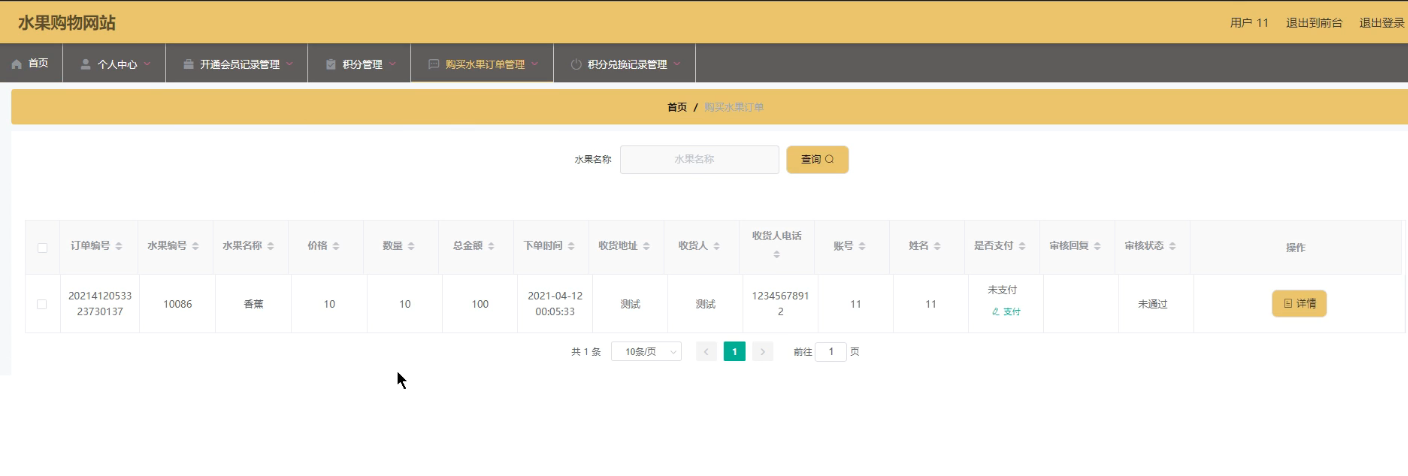 水果购物网站
用户 11 退出到前台 退出登录
首页 个人中心 开通会员记录管理 积分管理 购买水果订单管理 积分兑换记录管理
首页 / 购买水果订单
水果名称 水果名称 查询
订单编号 水果编号 水果名称 价格 数量 总金额 下单时间 收货地址 收货人 收货人电话 账号 姓名 是否支付 审核回复 审核状态 操作
20214120533
23730137
10086 香蕉 10 10 100
2021-04-12
00:05:33
测试 测试
1234567891
2
11 11
未支付
支付
未通过 详情
共 1 条 10条/页 1 前往 1 页